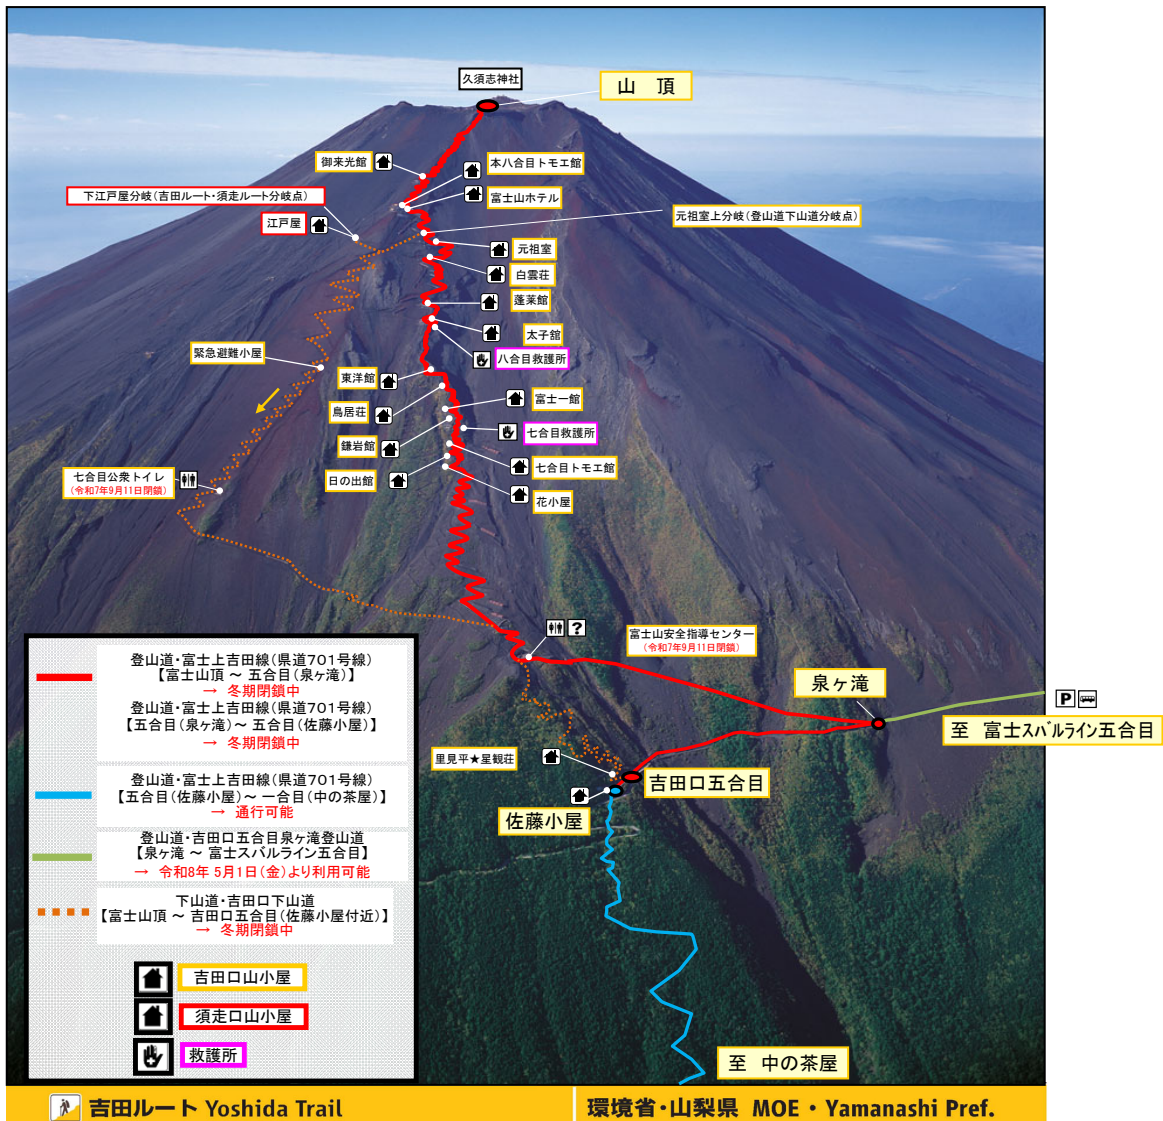 久須志神社
山 頂
御来光館
本八合目トモエ館
富士山ホテル
下江戸屋分岐(吉田ルート・須走ルート分岐点)
江戸屋
元祖室上分岐(登山道下山道分岐点)
元祖室
白雲荘
蓬莱館
太子舘
八合目救護所
緊急避難小屋
東洋館
鳥居荘
富士一館
七合目救護所
鎌岩館
七合目トモエ館
日の出館
花小屋
七合目公衆トイレ
(令和7年9月11日閉鎖)
?
富士山安全指導センター
(令和7年9月11日閉鎖)
泉ヶ滝
P
至 富士スバルライン五合目
里見平★星観荘
吉田口五合目
佐藤小屋
至 中の茶屋
登山道・富士上吉田線(県道701号線)
【富士山頂 ~ 五合目(泉ヶ滝)】
→ 冬期閉鎖中
登山道・富士上吉田線(県道701号線)
【五合目(泉ヶ滝)~ 五合目(佐藤小屋)】
→ 冬期閉鎖中
登山道・富士上吉田線(県道701号線)
【五合目(佐藤小屋)~ 一合目(中の茶屋)】
→ 通行可能
登山道・吉田口五合目泉ヶ滝登山道
【泉ヶ滝 ~ 富士スバルライン五合目】
→ 令和8年 5月1日(金)より利用可能
下山道・吉田口下山道
【富士山頂 ~ 吉田口五合目(佐藤小屋付近)】
→ 冬期閉鎖中
吉田口山小屋
須走口山小屋
救護所
吉田ルート Yoshida Trail
環境省・山梨県 MOE・Yamanashi Pref.